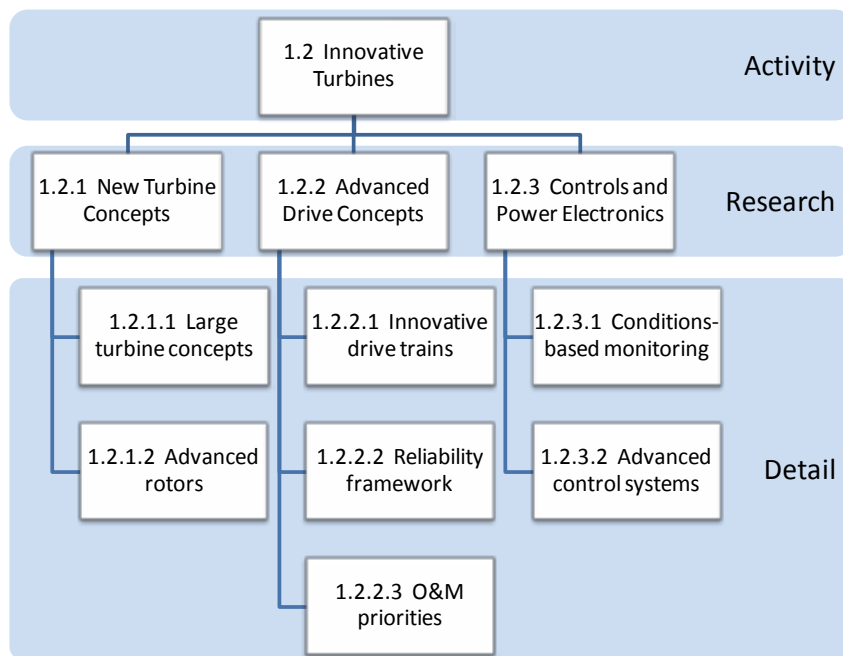 1.2 Innovative
Turbines
Activity
1.2.1 New Turbine
Concepts
1.2.2 Advanced
Drive Concepts
1.2.3 Controls and
Power Electronics
Research
1.2.1.1 Large
turbine concepts
1.2.2.1 Innovative
drive trains
1.2.3.1 Conditions-
based monitoring
1.2.1.2 Advanced
rotors
1.2.2.2 Reliability
framework
1.2.3.2 Advanced
control systems
Detail
1.2.2.3 O&M
priorities